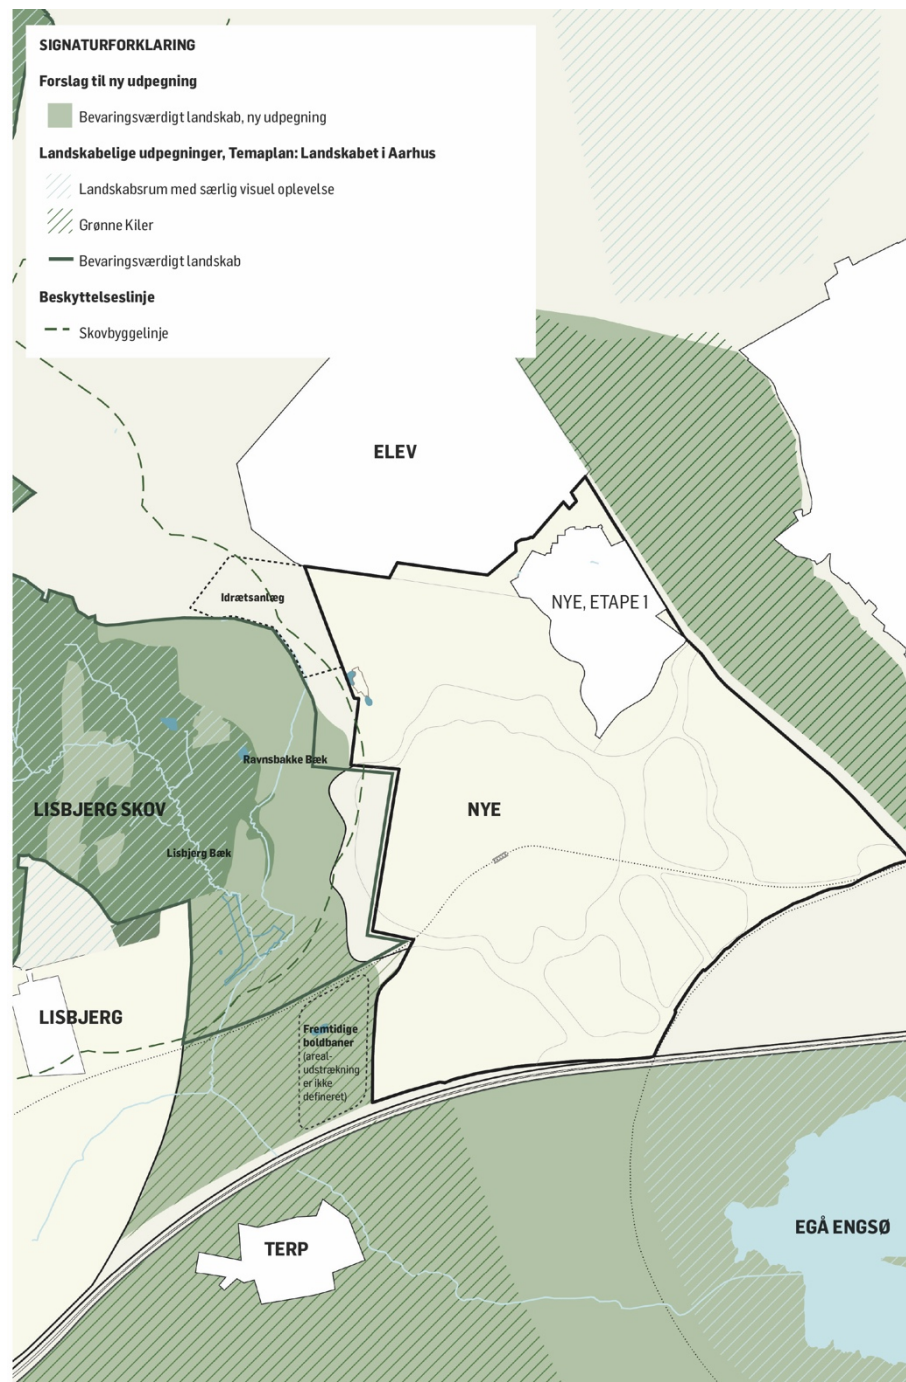 SIGNATURFORKLARING
Forslag til ny udpegning
Bevaringsværdigt landskab, ny udpegning
Landskabelige udpegninger, Temaplan: Landskabet i Aarhus
Landskabsrum med særlig visuel oplevelse
Grønne Kiler
Bevaringsværdigt landskab
Beskyttelseslinje
Skovbyggelinje
ELEV
Idrætsanlæg
NYE, ETAPE 1
Ravnsbakke Bæk
LISBJERG SKOV
NYE
Lisbjerg Bæk
LISBJERG
Fremtidige
boldbaner
(areal-
udstrækning
er ikke
defineret)
EGÅ ENGSØ
TERP